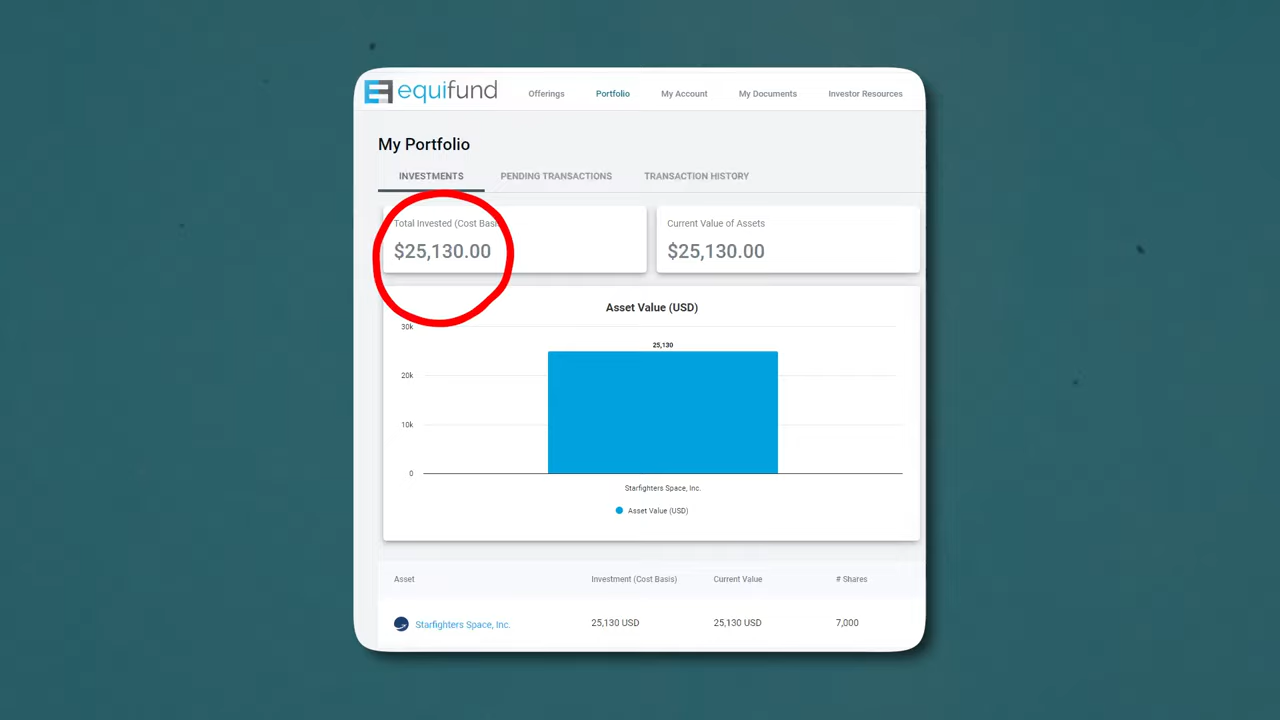 equifund Offerings Portfolio My Account My Documents Investor Resources
My Portfolio
INVESTMENTS PENDING TRANSACTIONS TRANSACTION HISTORY
Total Invested (Cost Basi Current Value of Assets
$25,130.00 $25,130.00
Asset Value (USD)
30k
25,130
20k
10k
0
Starfighters Space, Inc.
Asset Value (USD)
Asset Investment (Cost Basis) Current Value # Shares
Starfighters Space, Inc. 25,130 USD 25,130 USD 7,000